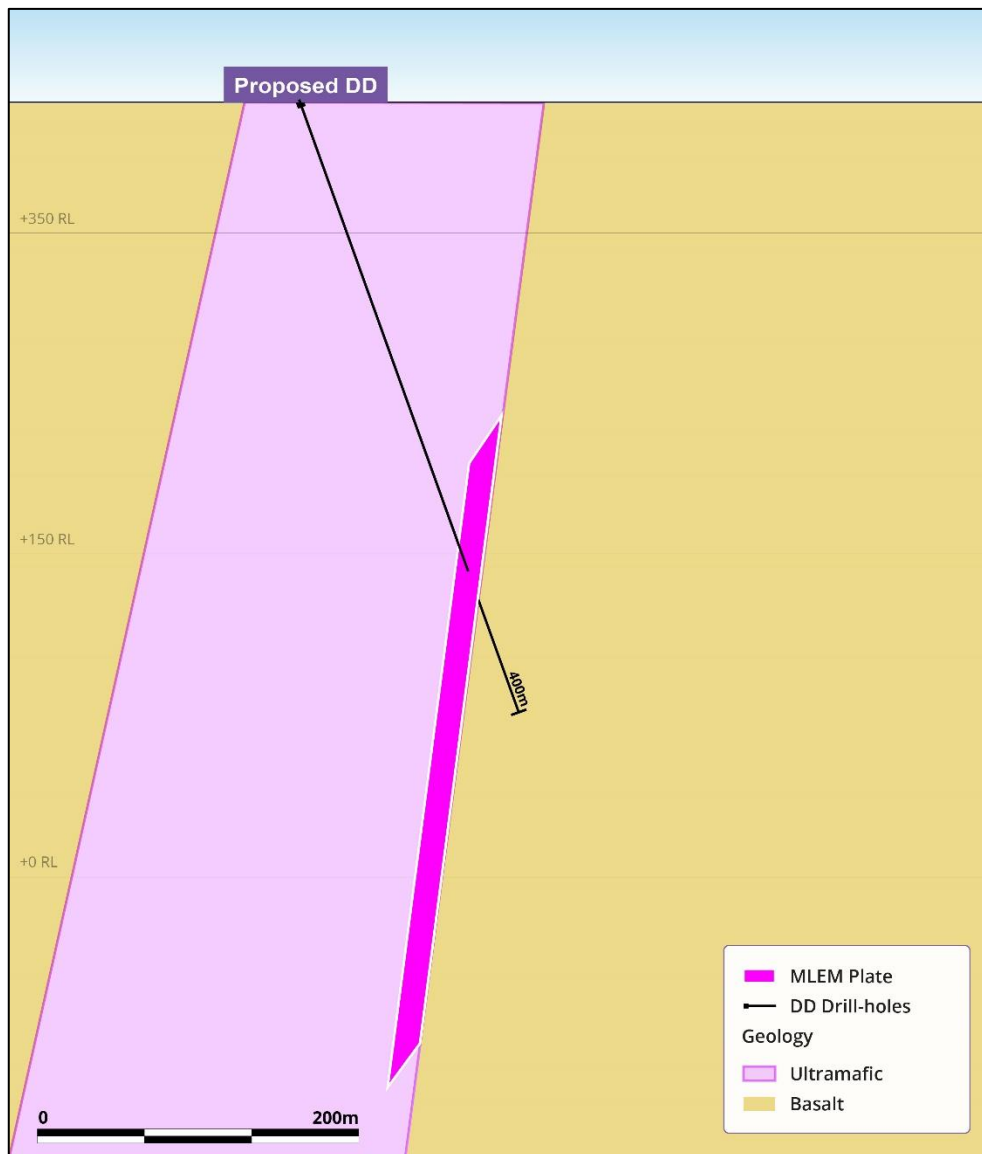 Proposed DD
+350 RL
+150 RL
400m
+0 RL
MLEM Plate
DD Drill-holes
Geology
Ultramafic
Basalt
0 200m